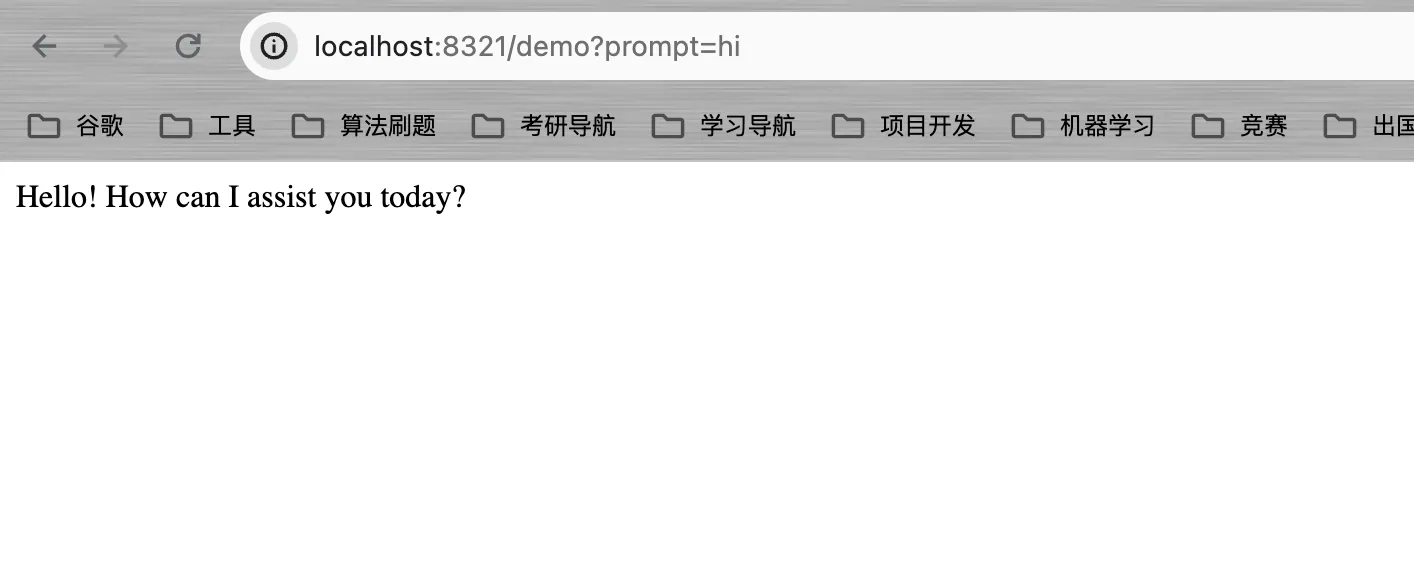 localhost:8321/demo?prompt=hi
谷歌 工具 算法刷题 考研导航 学习导航 项目开发 机器学习 竞赛 出国
Hello! How can I assist you today?